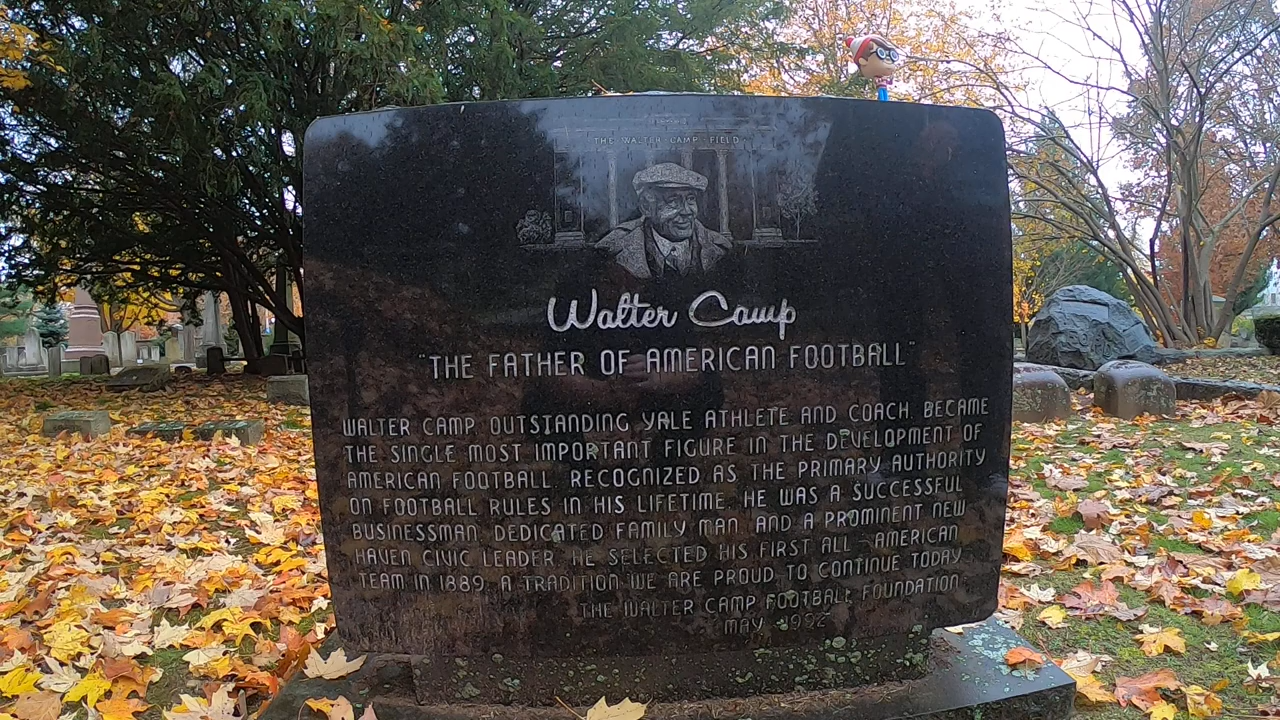 THE WALTER CAMP FIELD
Walter Camp
"THE FATHER OF AMERICAN FOOTBALL"
WALTER CAMP, OUTSTANDING YALE ATHLETE AND COACH, BECAME
THE SINGLE MOST IMPORTANT FIGURE IN THE DEVELOPMENT OF
AMERICAN FOOTBALL. RECOGNIZED AS THE PRIMARY AUTHORITY
ON FOOTBALL RULES IN HIS LIFETIME, HE WAS A SUCCESSFUL
BUSINESSMAN, DEDICATED FAMILY MAN, AND A PROMINENT NEW
HAVEN CIVIC LEADER. HE SELECTED HIS FIRST ALL-AMERICAN
TEAM IN 1889, A TRADITION WE ARE PROUD TO CONTINUE TODAY.
THE WALTER CAMP FOOTBALL FOUNDATION
MAY 1992